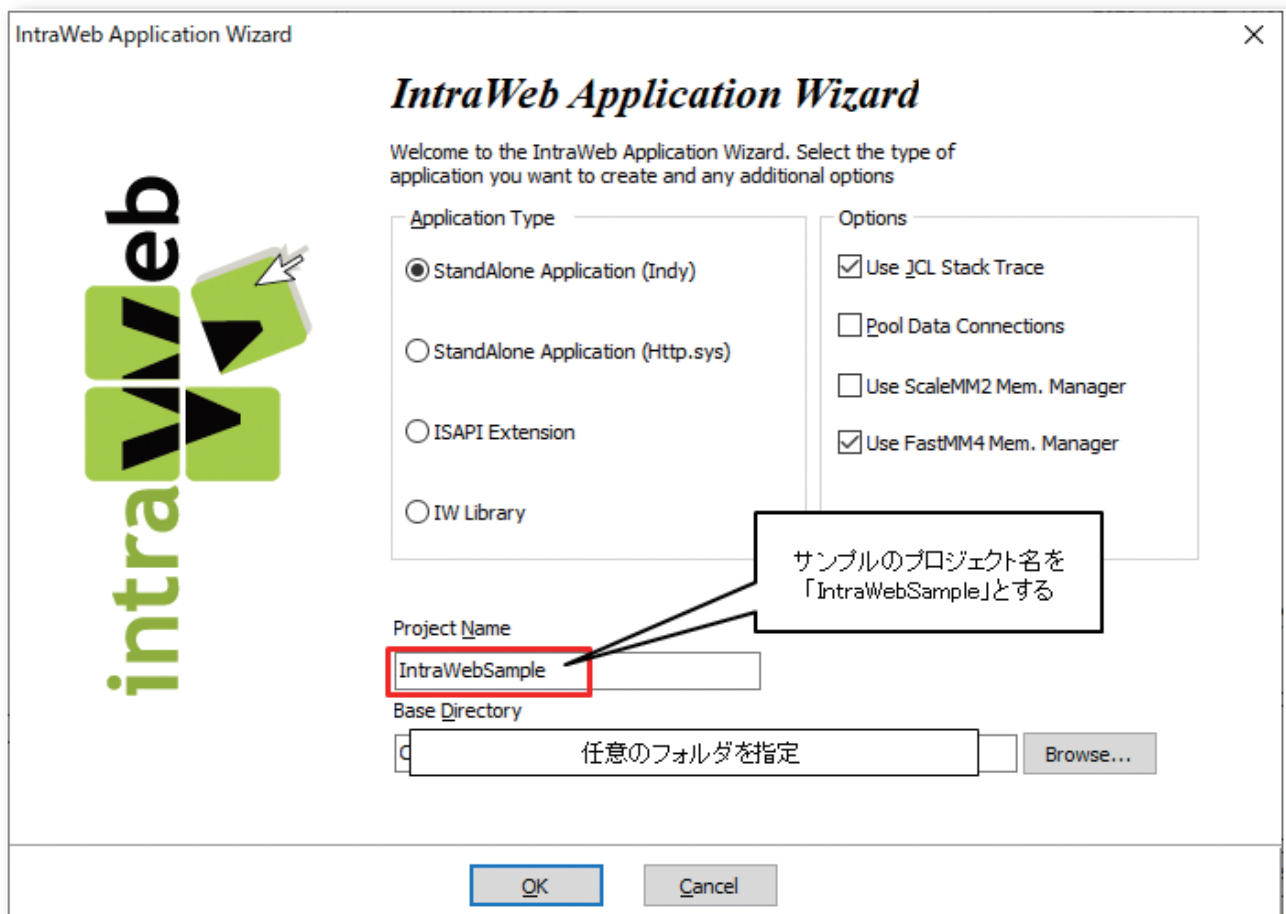 IntraWeb Application Wizard
IntraWeb Application Wizard
Welcome to the IntraWeb Application Wizard. Select the type of
application you want to create and any additional options
intraweb
Application Type
StandAlone Application (Indy)
StandAlone Application (Http.sys)
ISAPI Extension
IW Library
Options
Use JCL Stack Trace
Pool Data Connections
Use ScaleMM2 Mem. Manager
Use FastMM4 Mem. Manager
サンプルのプロジェクト名を
「IntraWebSample」とする
Project Name
IntraWebSample
Base Directory
C
任意のフォルダを指定
Browse...
OK
Cancel